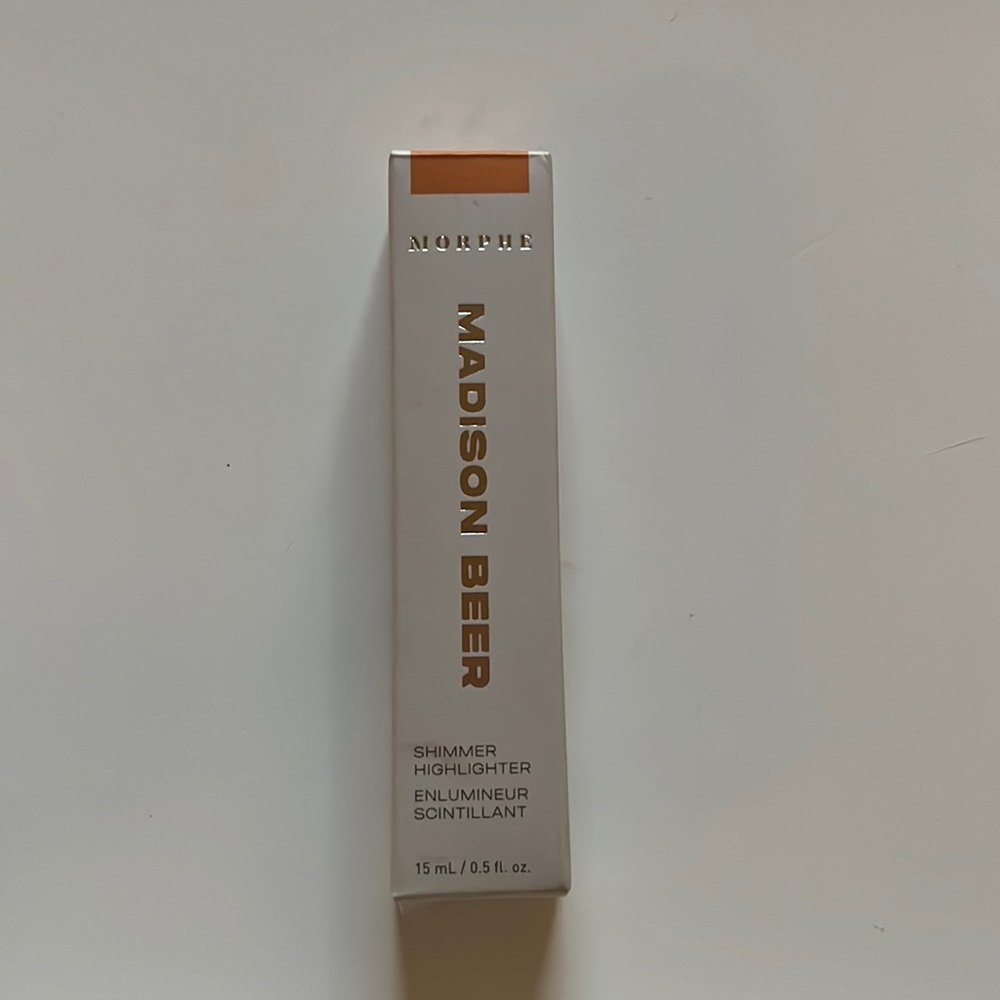 MORPHE
MADISON BEER
SHIMMER
HIGHLIGHTER
ENLUMINEUR
SCINTILLANT
15 mL / 0.5 fl. oz.